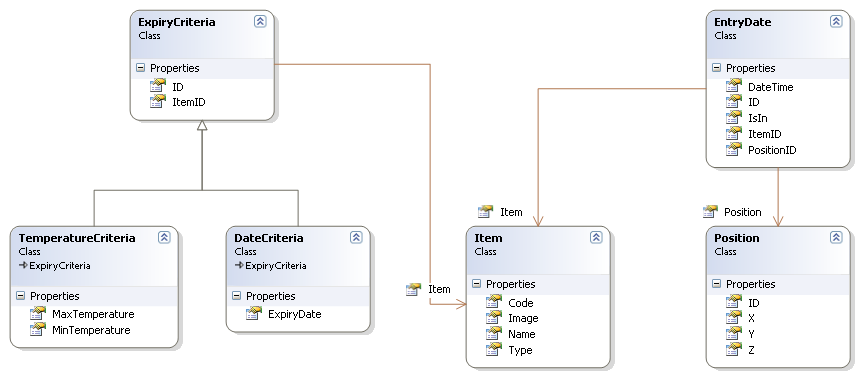 ExpiryCriteria
Class
Properties
ID
ItemID
EntryDate
Class
Properties
DateTime
ID
IsIn
ItemID
PositionID
Item
Position
Item
TemperatureCriteria
Class
ExpiryCriteria
Properties
MaxTemperature
MinTemperature
DateCriteria
Class
ExpiryCriteria
Properties
ExpiryDate
Item
Class
Properties
Code
Image
Name
Type
Position
Class
Properties
ID
X
Y
Z